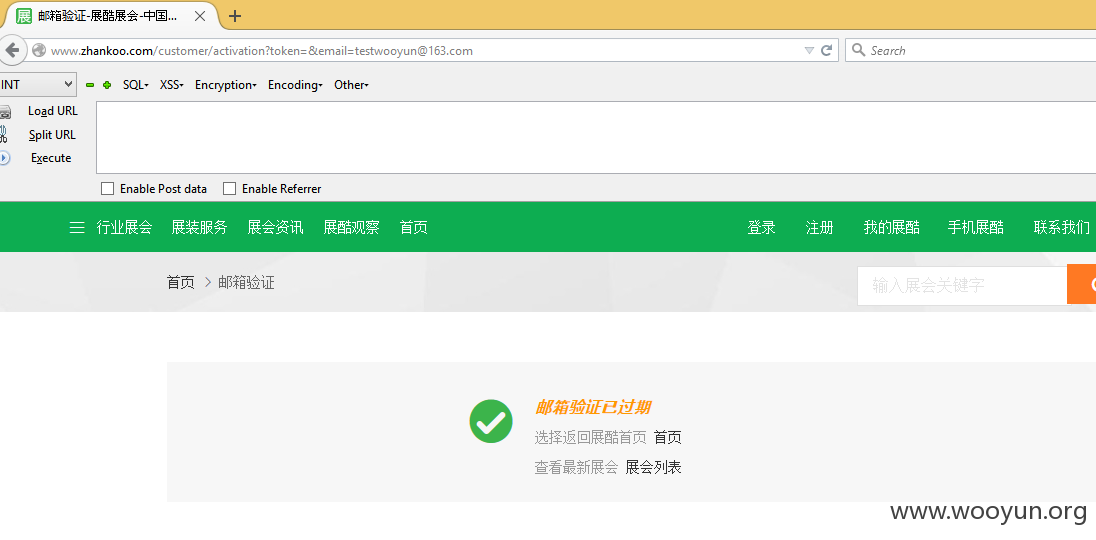 展 邮箱验证-展酷展会-中国...
www.zhankoo.com/customer/activation?token=&email=testwooyun@163.com
Search
INT
SQL▾ XSS▾ Encryption▾ Encoding▾ Other▾
Load URL
Split URL
Execute
Enable Post data Enable Referrer
行业展会 展装服务 展会资讯 展酷观察 首页 登录 注册 我的展酷 手机展酷 联系我们
首页 > 邮箱验证
输入展会关键字
邮箱验证已过期
选择返回展酷首页 首页
查看最新展会 展会列表
www.wooyun.org